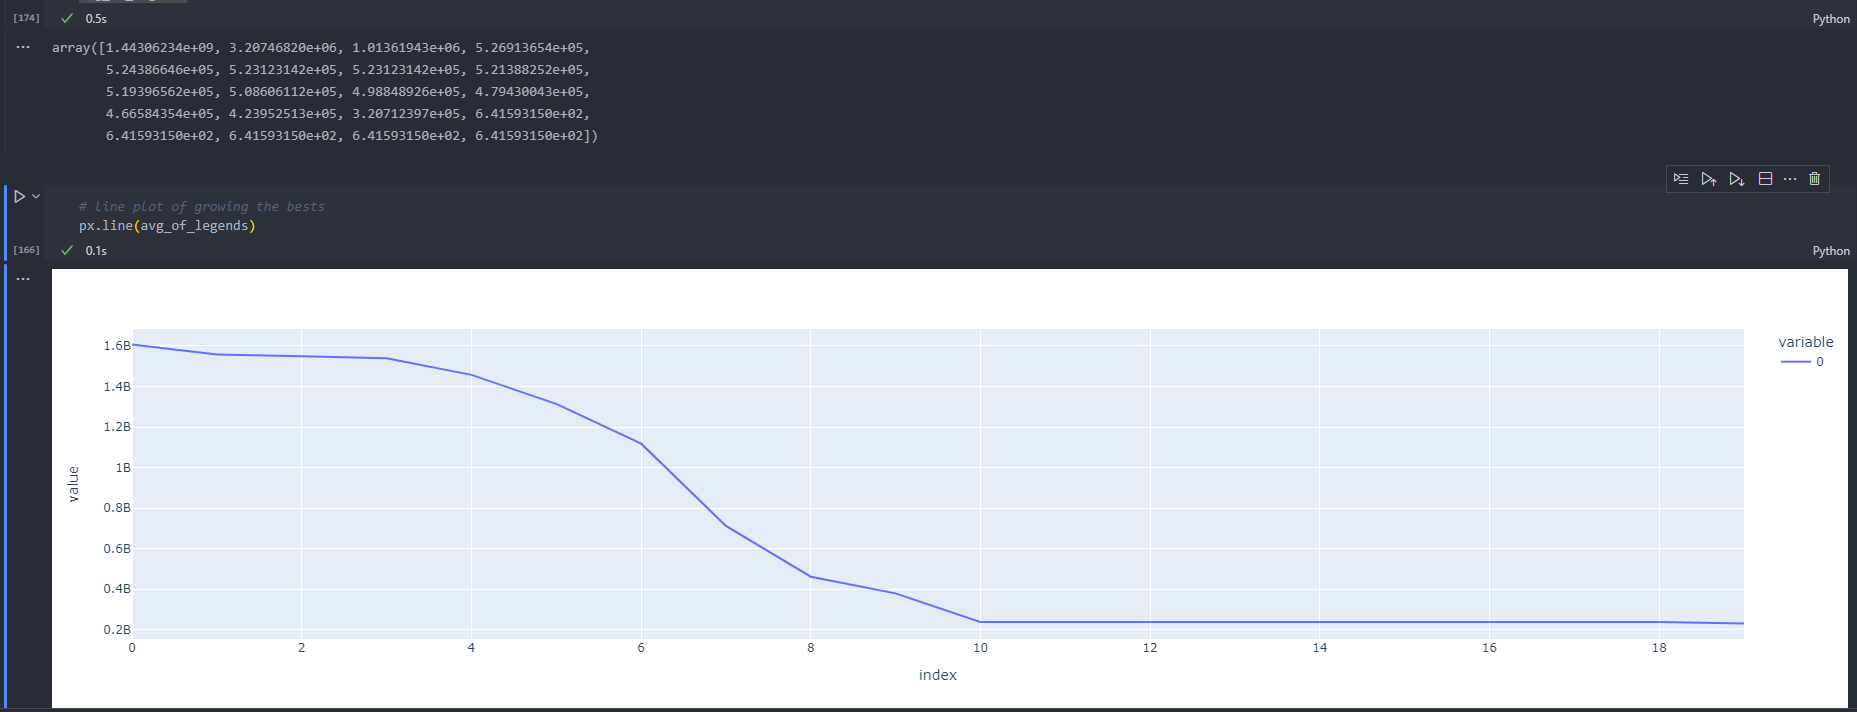 [174] 0.5s Python
... array([1.44306234e+09, 3.20746820e+06, 1.01361943e+06, 5.26913654e+05,
5.24386646e+05, 5.23123142e+05, 5.23123142e+05, 5.21388252e+05,
5.19396562e+05, 5.08606112e+05, 4.98848926e+05, 4.79430043e+05,
4.66584354e+05, 4.23952513e+05, 3.20712397e+05, 6.41593150e+02,
6.41593150e+02, 6.41593150e+02, 6.41593150e+02, 6.41593150e+02])
# line plot of growing the bests
px.line(avg_of_legends)
[166] 0.1s Python
...
variable
0
1.6B
1.4B
1.2B
1B
0.8B
0.6B
0.4B
0.2B
value
0 2 4 6 8 10 12 14 16 18
index